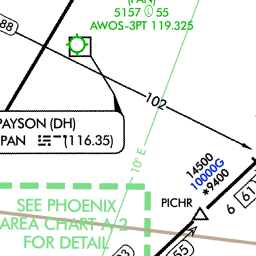 (PAN)
5157 Ⓛ 55
AWOS-3PT 119.325
88
102
PAYSON (DH)
PAN (116.35)
10° E
14500
10000G
*9400
SEE PHOENIX
AREA CHART A-2
FOR DETAIL
PICHR
6
61
55